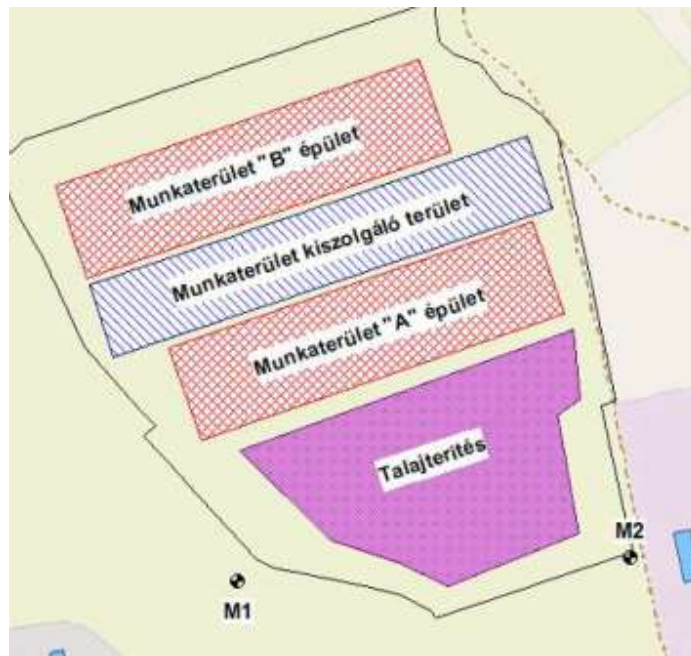 Munkaterület "B" épület
Munkaterület kiszolgáló terület
Munkaterület "A" épület
Talajterítés
M2
M1